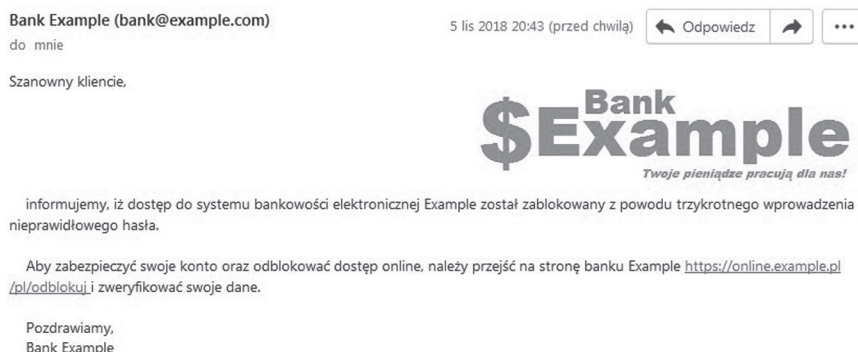 Bank Example (bank@example.com)
5 lis 2018 20:43 (przed chwilą)
Odpowiedz
do mnie
Szanowny kliencie,
$ Bank
Example
Twoje pieniądze pracują dla nas!
informujemy, iż dostęp do systemu bankowości elektronicznej Example został zablokowany z powodu trzykrotnego wprowadzenia
nieprawidłowego hasła.
Aby zabezpieczyć swoje konto oraz odblokować dostęp online, należy przejść na stronę banku Example https://online.example.pl
/pl/odblokuj i zweryfikować swoje dane.
Pozdrawiamy,
Bank Example